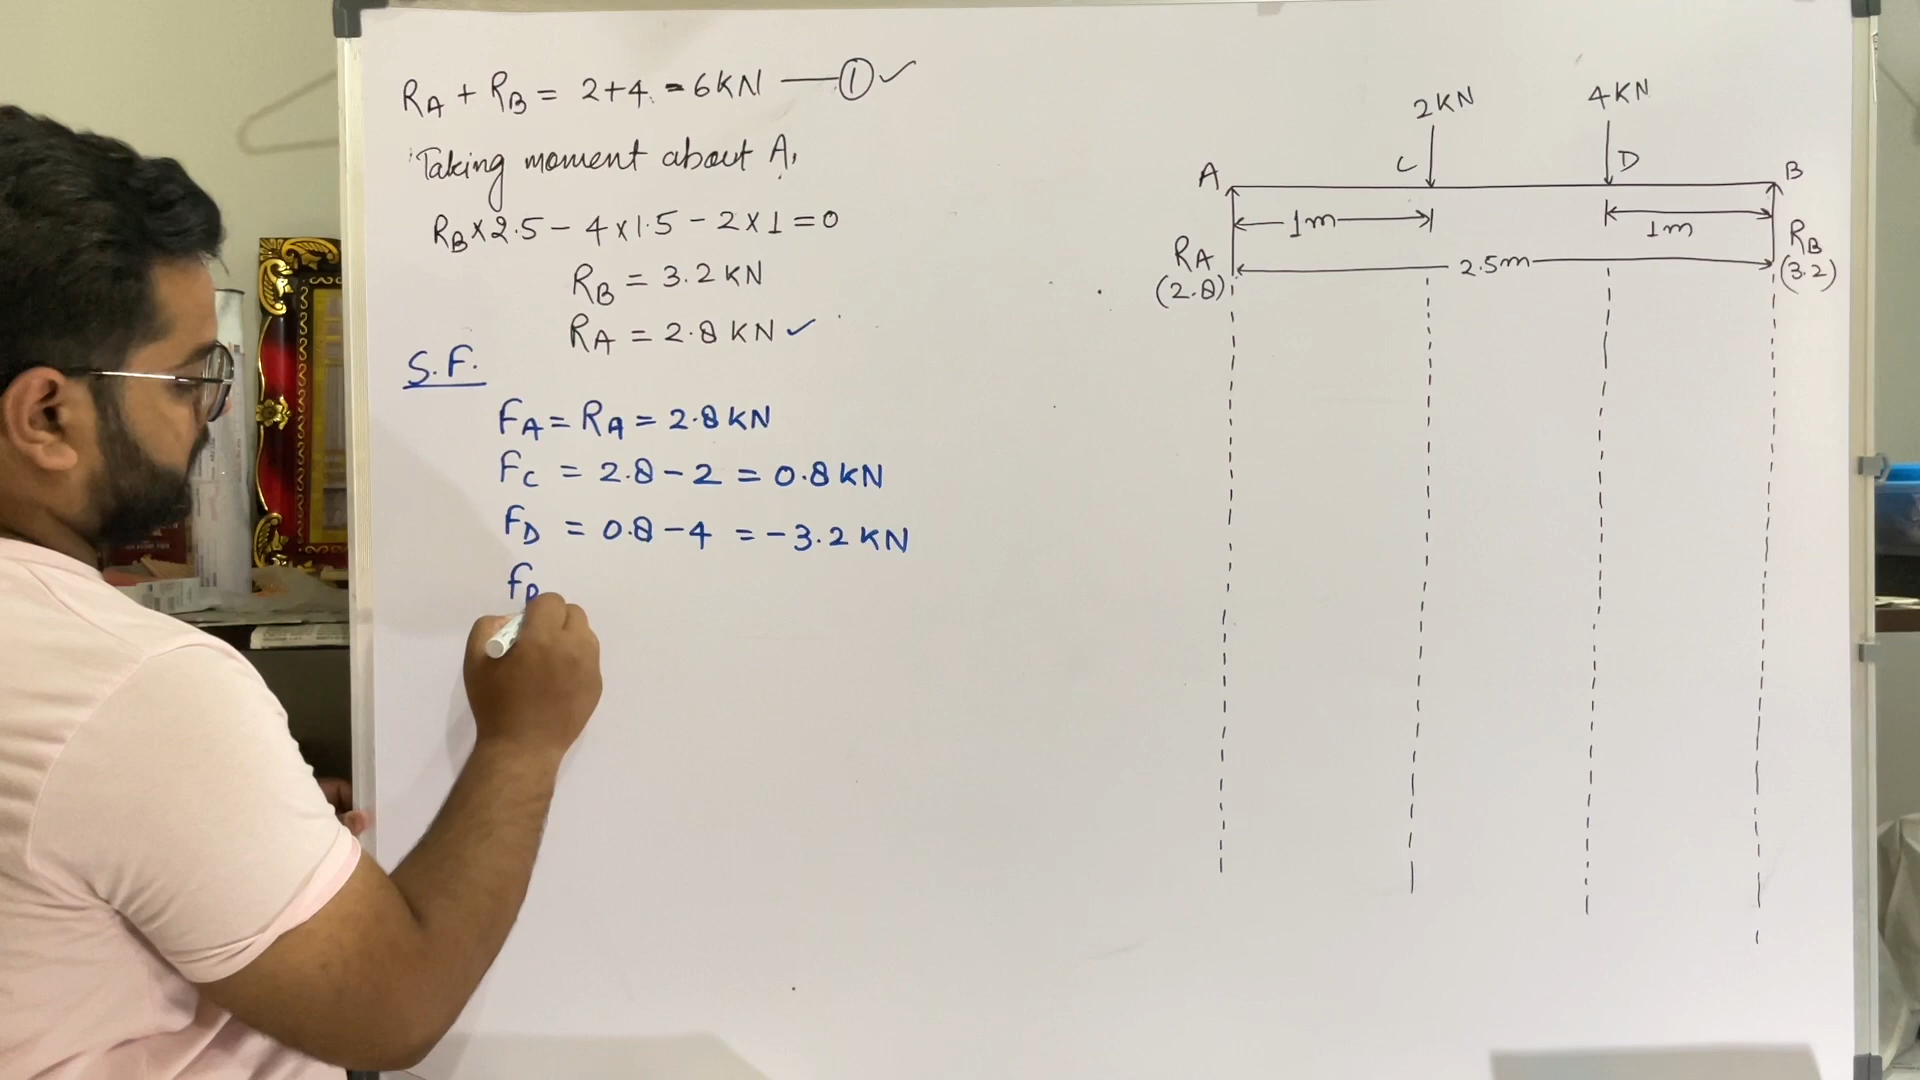 RA + RB = 2+4 = 6KN —① ✓
Taking moment about A,
RB×2.5 - 4×1.5 - 2×1 = 0
RB = 3.2 KN
RA = 2.8 KN ✓
S.F.
FA = RA = 2.8 KN
FC = 2.8 - 2 = 0.8 KN
FD = 0.8 - 4 = -3.2 KN
F
2KN 4KN
A C D B
1m 1m
RA 2.5m RB
(2.8) (3.2)